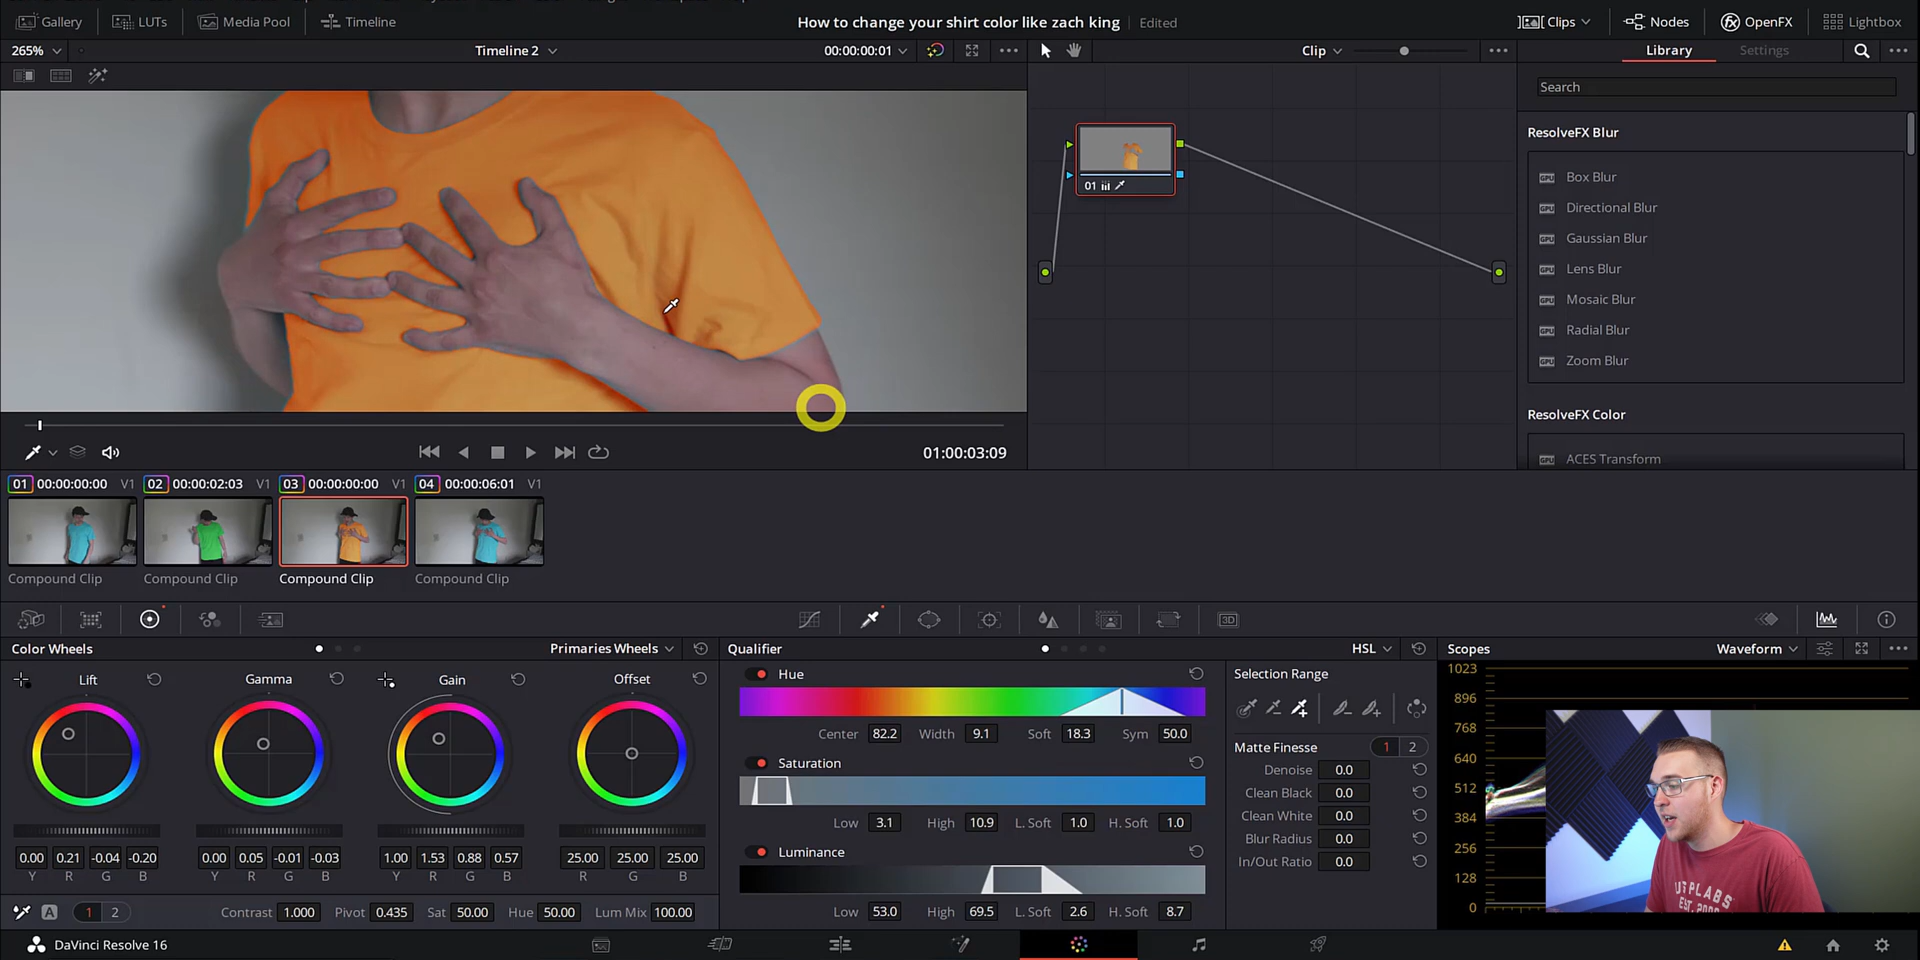 Gallery LUTs Media Pool Timeline How to change your shirt color like zach king Edited Clips Nodes OpenFX Lightbox
265% Timeline 2 00:00:00:01 Clip Library Settings
Search
ResolveFX Blur
Box Blur
Directional Blur
Gaussian Blur
Lens Blur
Mosaic Blur
Radial Blur
Zoom Blur
ResolveFX Color
ACES Transform
01
01:00:03:09
01 00:00:00:00 V1 02 00:00:02:03 V1 03 00:00:00:00 V1 04 00:00:06:01 V1
Compound Clip Compound Clip Compound Clip Compound Clip
3D
Color Wheels Primaries Wheels Qualifier HSL Scopes Waveform
Lift Gamma Gain Offset
0.00 0.21 -0.04 -0.20 0.00 0.05 -0.01 -0.03 1.00 1.53 0.88 0.57 25.00 25.00 25.00
Y R G B Y R G B Y R G B R G B
A 1 2 Contrast 1.000 Pivot 0.435 Sat 50.00 Hue 50.00 Lum Mix 100.00
Hue
Center 82.2 Width 9.1 Soft 18.3 Sym 50.0
Saturation
Low 3.1 High 10.9 L. Soft 1.0 H. Soft 1.0
Luminance
Low 53.0 High 69.5 L. Soft 2.6 H. Soft 8.7
Selection Range
Matte Finesse 1 2
Denoise 0.0
Clean Black 0.0
Clean White 0.0
Blur Radius 0.0
In/Out Ratio 0.0
1023
896
768
640
512
384
256
128
0
EST. 2005
DaVinci Resolve 16